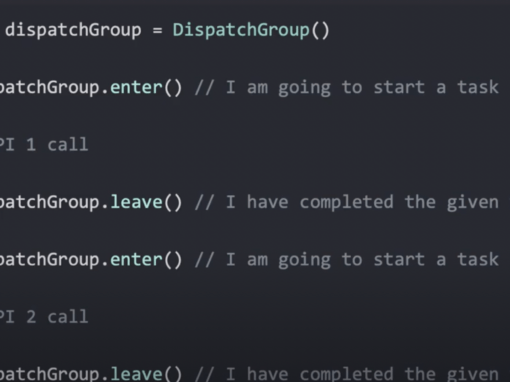 dispatchGroup = DispatchGroup()
patchGroup.enter() // I am going to start a task
PI 1 call
patchGroup.leave() // I have completed the given
patchGroup.enter() // I am going to start a task
PI 2 call
patchGroup.leave() // I have completed the given